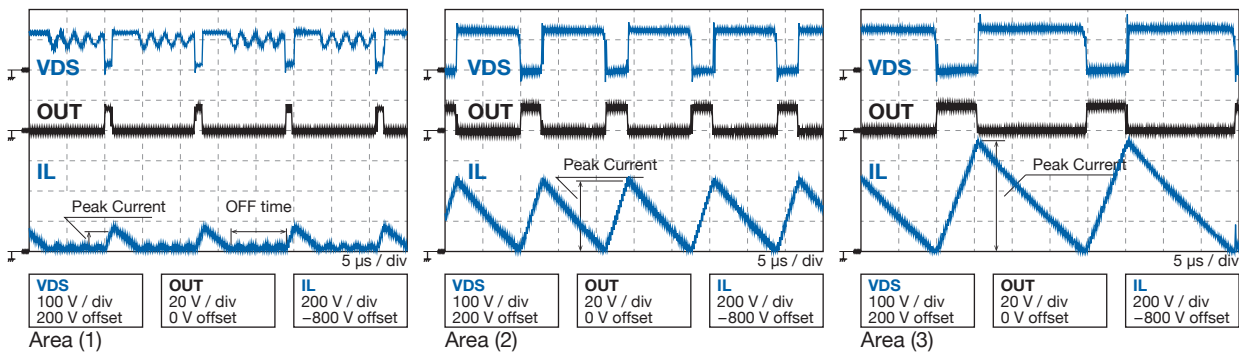 VDS
OUT
IL
Peak Current
OFF time
5 µs / div
VDS
100 V / div
200 V offset
OUT
20 V / div
0 V offset
IL
200 V / div
−800 V offset
Area (1)
VDS
OUT
IL
Peak Current
5 µs / div
VDS
100 V / div
200 V offset
OUT
20 V / div
0 V offset
IL
200 V / div
−800 V offset
Area (2)
VDS
OUT
IL
Peak Current
5 µs / div
VDS
100 V / div
200 V offset
OUT
20 V / div
0 V offset
IL
200 V / div
−800 V offset
Area (3)